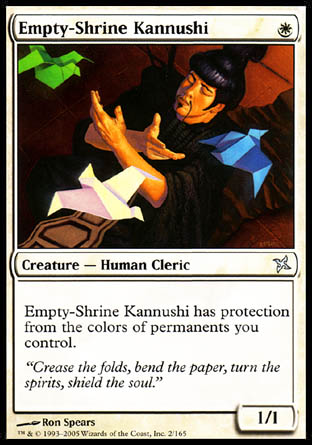 Empty-Shrine Kannushi
Creature — Human Cleric
Empty-Shrine Kannushi has protection
from the colors of permanents you
control.
“Grease the folds, bend the paper, turn the
spirits, shield the soul.”
Ron Spears
™ & © 1993–2005 Wizards of the Coast, Inc. 2/165
1/1